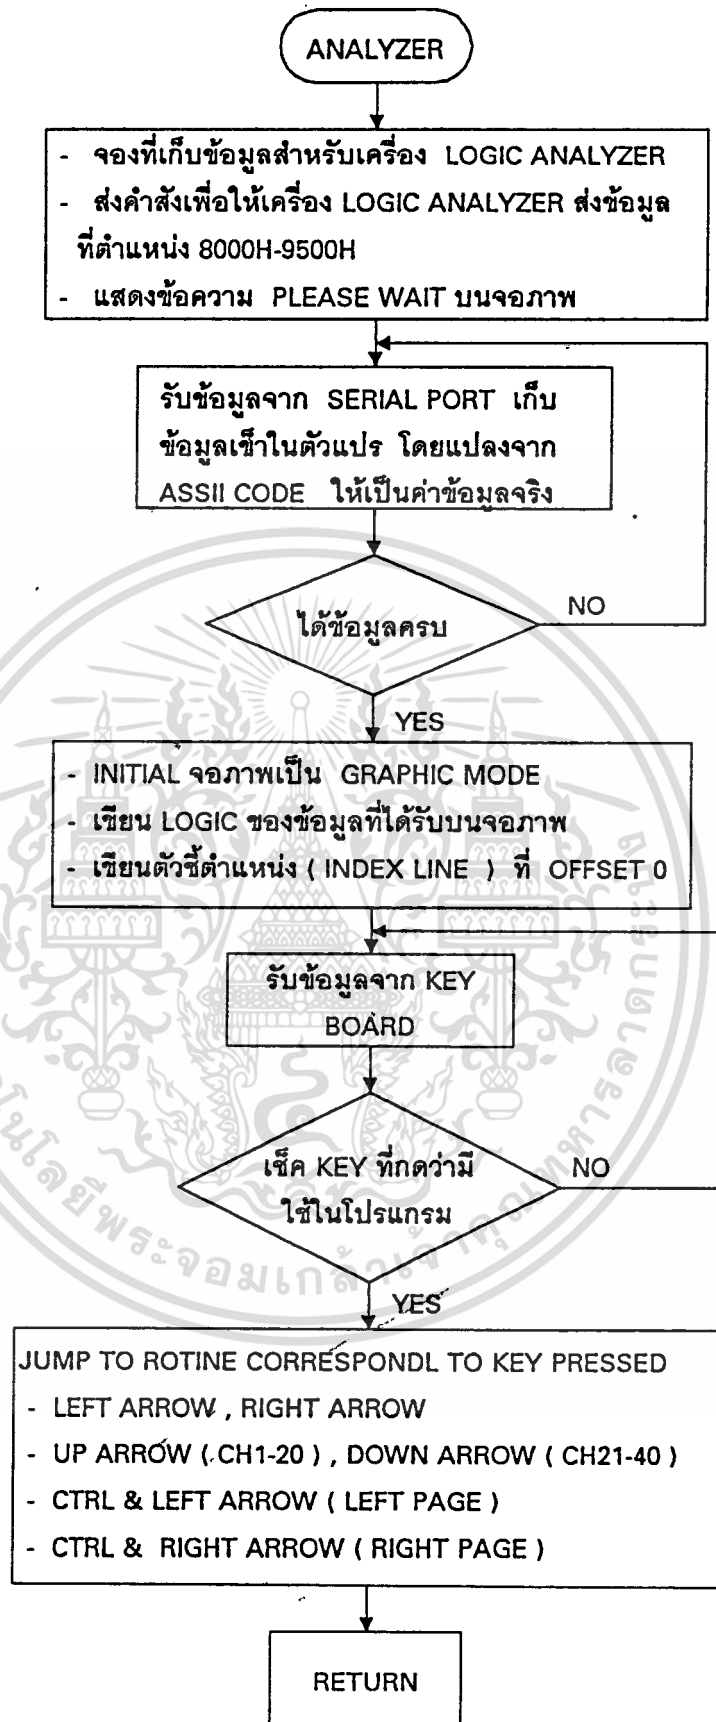 ANALYZER
- จองที่เก็บข้อมูลสำหรับเครื่อง LOGIC ANALYZER
- ส่งคำสั่งเพื่อให้เครื่อง LOGIC ANALYZER ส่งข้อมูล
ที่ตำแหน่ง 8000H-9500H
- แสดงข้อความ PLEASE WAIT บนจอภาพ
รับข้อมูลจาก SERIAL PORT เก็บ
ข้อมูลเข้าในตัวแปร โดยแปลงจาก
ASSII CODE ให้เป็นค่าข้อมูลจริง
ได้ข้อมูลครบ
NO
YES
- INITIAL จอภาพเป็น GRAPHIC MODE
- เขียน LOGIC ของข้อมูลที่ได้รับบนจอภาพ
- เขียนตัวชี้ตำแหน่ง ( INDEX LINE ) ที่ OFFSET 0
รับข้อมูลจาก KEY
BOARD
เช็ค KEY ที่กดว่ามี
ใช้ในโปรแกรม
NO
YES
JUMP TO ROTINE CORRESPONDL TO KEY PRESSED
- LEFT ARROW , RIGHT ARROW
- UP ARROW ( CH1-20 ) , DOWN ARROW ( CH21-40 )
- CTRL & LEFT ARROW ( LEFT PAGE )
- CTRL & RIGHT ARROW ( RIGHT PAGE )
RETURN